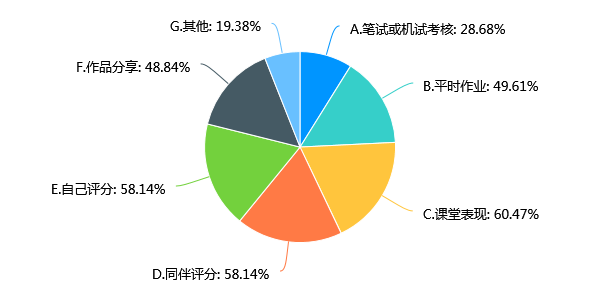 G.其他: 19.38%
A.笔试或机试考核: 28.68%
F.作品分享: 48.84%
B.平时作业: 49.61%
E.自己评分: 58.14%
C.课堂表现: 60.47%
D.同伴评分: 58.14%